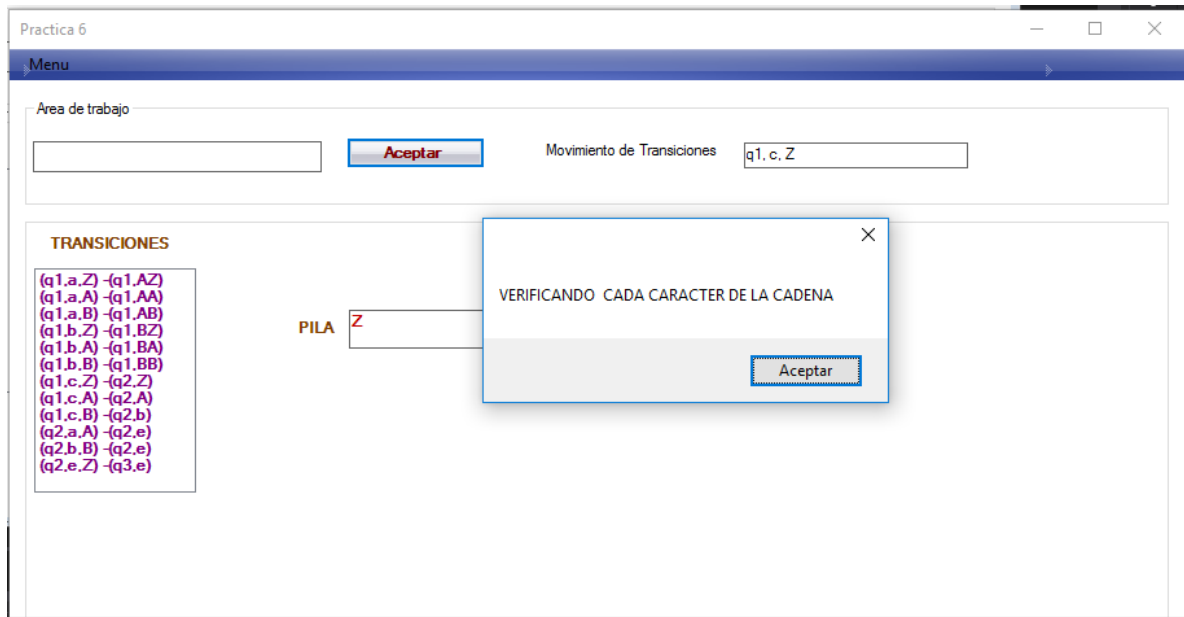 Practica 6
Menu
Area de trabajo
Aceptar
Movimiento de Transiciones
q1, c, Z
TRANSICIONES
(q1,a,Z) -(q1,AZ)
(q1,a,A) -(q1,AA)
(q1,a,B) -(q1,AB)
(q1,b,Z) -(q1,BZ)
(q1,b,A) -(q1,BA)
(q1,b,B) -(q1,BB)
(q1,c,Z) -(q2,Z)
(q1,c,A) -(q2,A)
(q1,c,B) -(q2,b)
(q2,a,A) -(q2,e)
(q2,b,B) -(q2,e)
(q2,e,Z) -(q3,e)
PILA
Z
VERIFICANDO CADA CARACTER DE LA CADENA
Aceptar